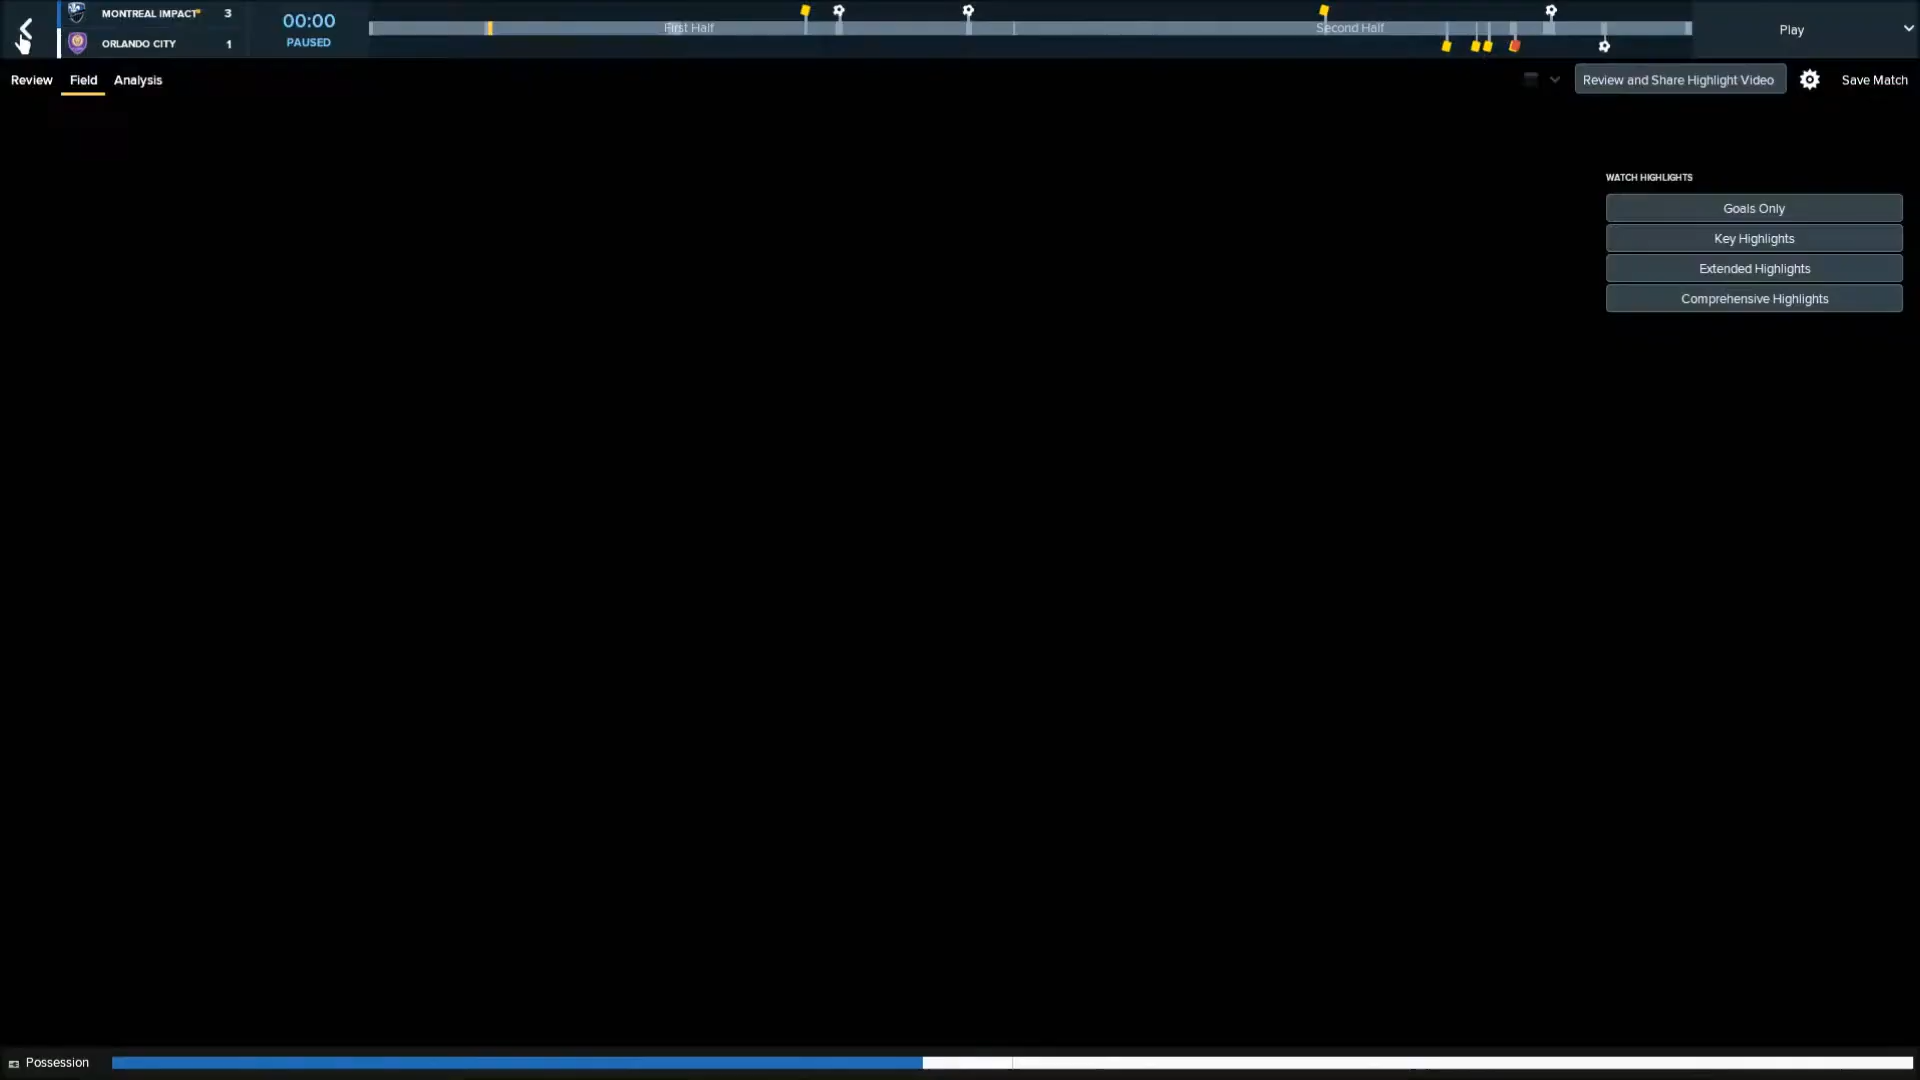 MONTREAL IMPACT* 3
ORLANDO CITY 1
00:00
PAUSED
First Half
Second Half
Play
Review
Field
Analysis
Review and Share Highlight Video
Save Match
WATCH HIGHLIGHTS
Goals Only
Key Highlights
Extended Highlights
Comprehensive Highlights
Possession